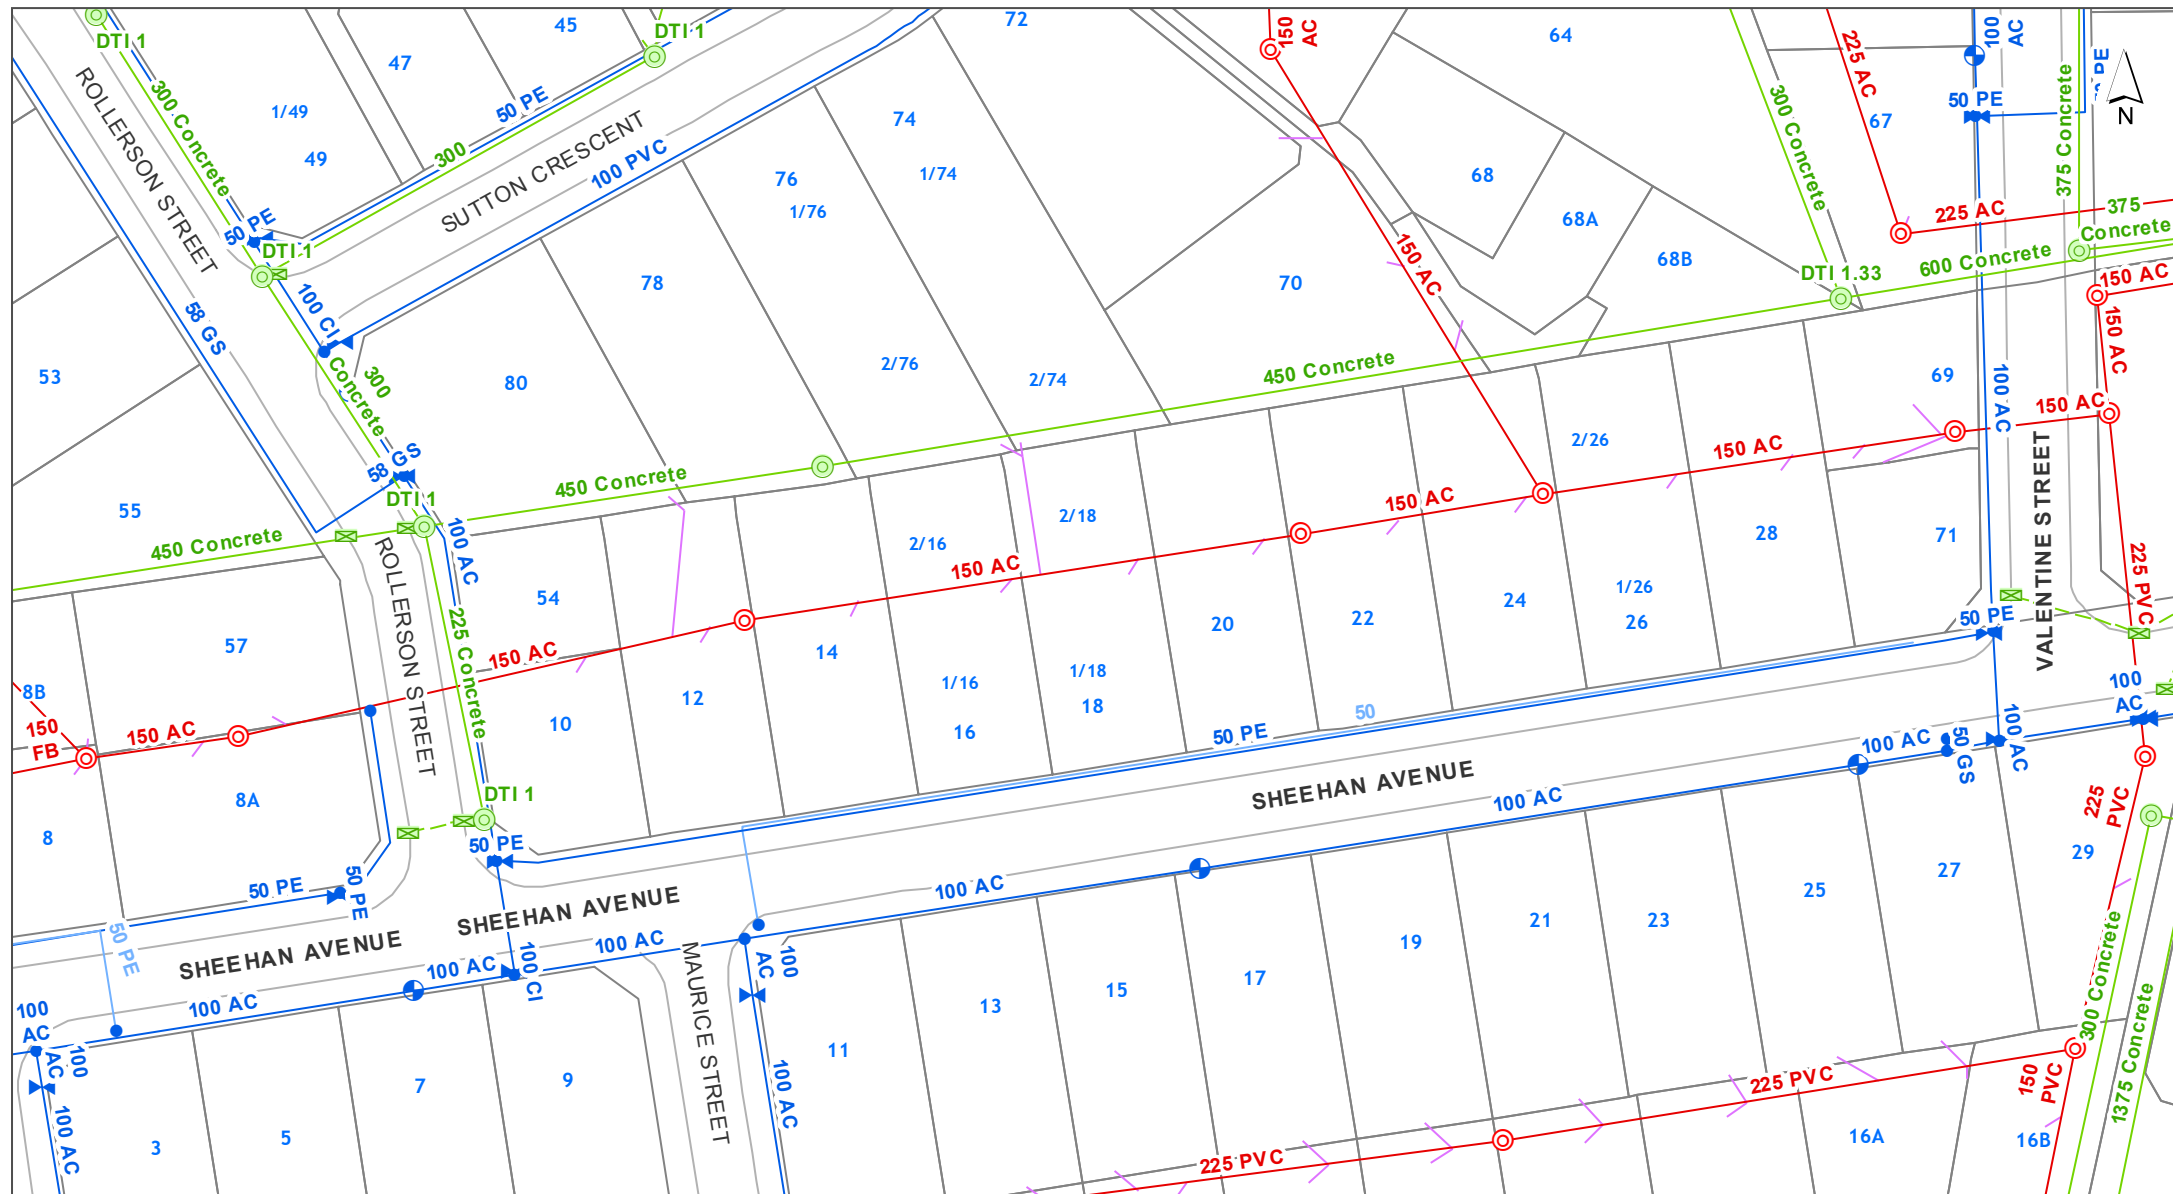 72
45
DTI 1
DTI 1
150 AC
64
225 AC
100 AC
PE
N
47
ROLLERSON STREET
300 Concrete
1/49
50 PE
74
300 Concrete
50 PE
67
375 Concrete
49
300
SUTTON CRESCENT
100 PVC
76
1/74
68
1/76
68A
225 AC
375
Concrete
50 PE
DTI 1
68B
600 Concrete
DTI 1.33
150 AC
150 AC
78
70
100 CI
58 GS
150 AC
53
300
Concrete
80
2/76
2/74
450 Concrete
69
100 AC
150 AC
2/26
150 AC
58 GS
DTI 1
450 Concrete
150 AC
55
450 Concrete
100 AC
2/18
2/16
28
71
VALENTINE STREET
ROLLERSON STREET
150 AC
54
225 PVC
57
225 Concrete
150 AC
14
20
22
24
1/26
26
50 PE
8B
150
FB
150 AC
12
10
1/16
16
1/18
18
100
AC
50 PE
50
100 AC
50 GS
100 AC
8A
8
DTI 1
SHEEHAN AVENUE
100 AC
225
PVC
50 PE
29
50 PE
50 PE
100 AC
27
25
50 PE
SHEEHAN AVENUE
SHEEHAN AVENUE
100 AC
23
21
19
17
100 AC
100 CI
MAURICE STREET
100
AC
15
13
300 Concrete
1375 Concrete
100
AC
100 AC
100
AC
11
100 AC
225 PVC
150
PVC
100 AC
3
5
7
9
225 PVC
16A
16B